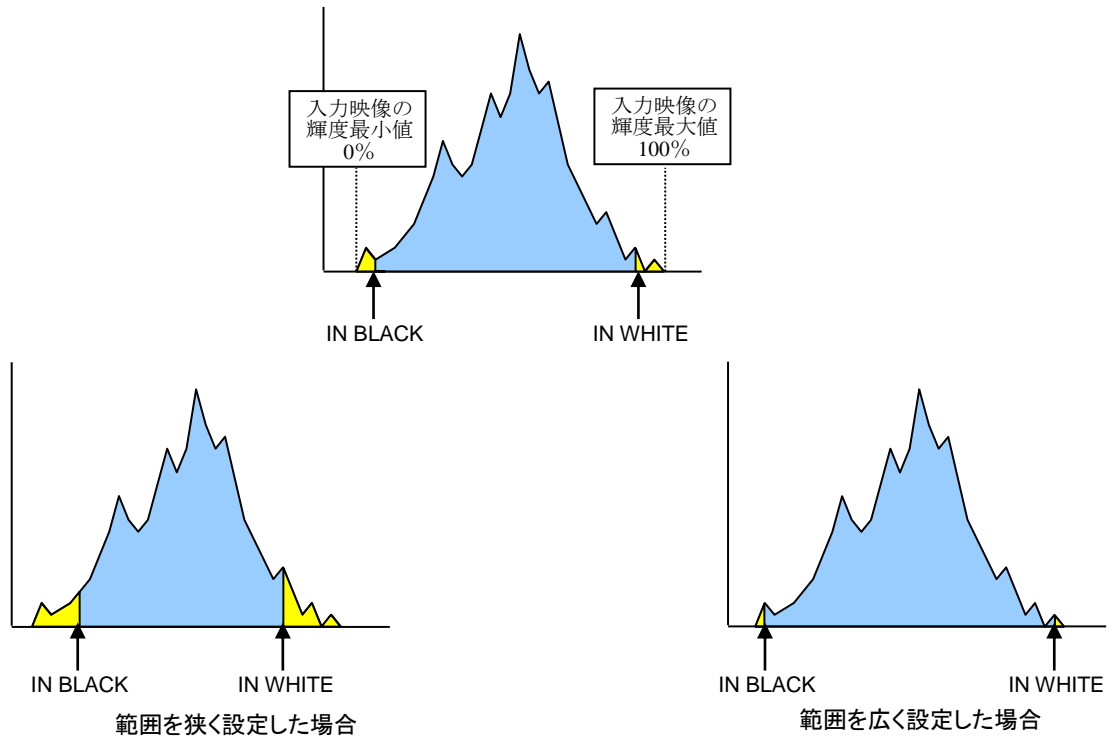 入力映像の
輝度最小値
0%
入力映像の
輝度最大値
100%
IN BLACK
IN WHITE
IN BLACK
IN WHITE
範囲を狭く設定した場合
IN BLACK
IN WHITE
範囲を広く設定した場合